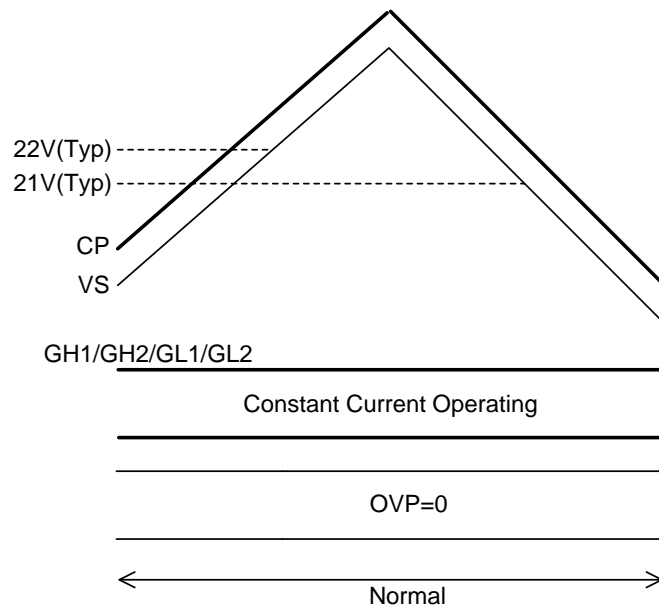 22V(Typ)
21V(Typ)
CP
VS
GH1/GH2/GL1/GL2
Constant Current Operating
OVP=0
Normal